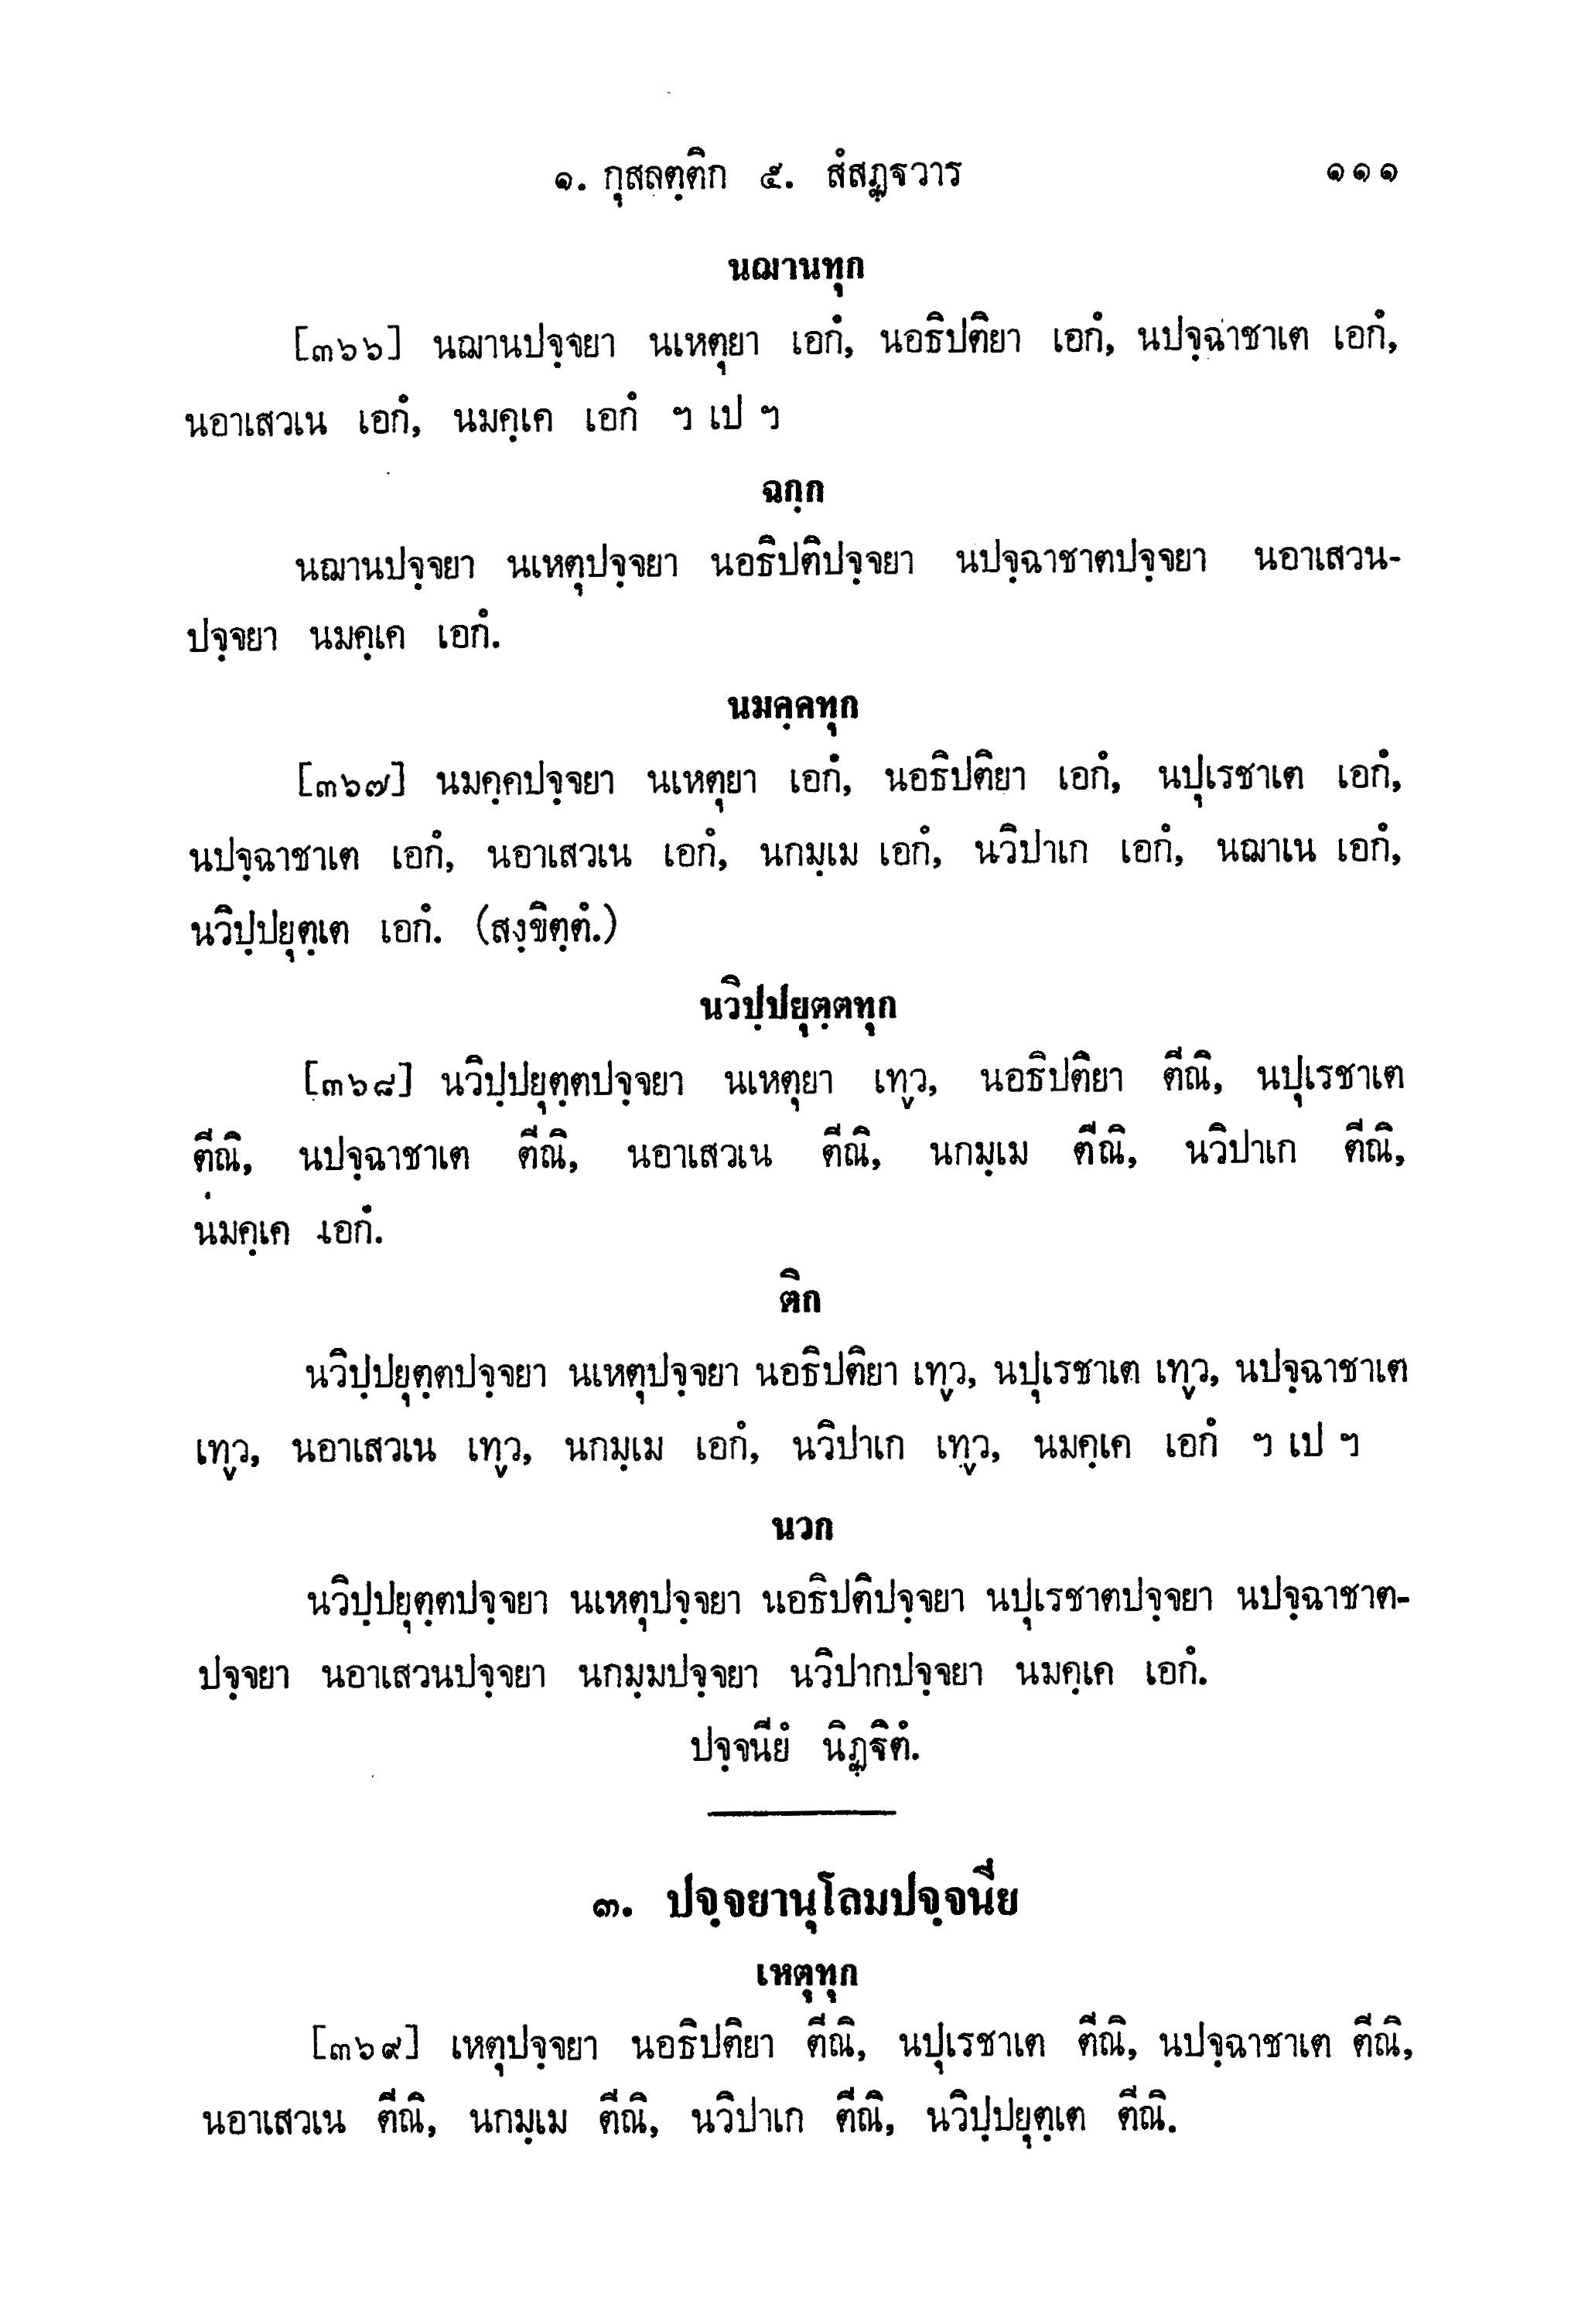 ๑. กุสลตฺติก ๕. สํสฏฺฐวาร ๑๑๑
นฌานทุก
[๓๖๖] นฌานปจฺจยา นเหตุยา เอกํ, นอธิปติยา เอกํ, นปจฺฉาชาเต เอกํ,
นอาเสวเน เอกํ, นมคฺเค เอกํ ฯ เป ฯ
ฉกฺก
นฌานปจฺจยา นเหตุปจฺจยา นอธิปติปจฺจยา นปจฺฉาชาตปจฺจยา นอาเสวน-
ปจฺจยา นมคฺเค เอกํ.
นมคฺคทุก
[๓๖๗] นมคฺคปจฺจยา นเหตุยา เอกํ, นอธิปติยา เอกํ, นปุเรชาเต เอกํ,
นปจฺฉาชาเต เอกํ, นอาเสวเน เอกํ, นกมฺเม เอกํ, นวิปาเก เอกํ, นฌาเน เอกํ,
นวิปฺปยุตฺเต เอกํ. (สงฺขิตฺตํ.)
นวิปฺปยุตฺตทุก
[๓๖๘] นวิปฺปยุตฺตปจฺจยา นเหตุยา เทฺว, นอธิปติยา ตีณิ, นปุเรชาเต
ตีณิ, นปจฺฉาชาเต ตีณิ, นอาเสวเน ตีณิ, นกมฺเม ตีณิ, นวิปาเก ตีณิ,
นมคฺเค เอกํ.
ติก
นวิปฺปยุตฺตปจฺจยา นเหตุปจฺจยา นอธิปติยา เทฺว, นปุเรชาเต เทฺว, นปจฺฉาชาเต
เทฺว, นอาเสวเน เทฺว, นกมฺเม เอกํ, นวิปาเก เทฺว, นมคฺเค เอกํ ฯ เป ฯ
นวก
นวิปฺปยุตฺตปจฺจยา นเหตุปจฺจยา นอธิปติปจฺจยา นปุเรชาตปจฺจยา นปจฺฉาชาต-
ปจฺจยา นอาเสวนปจฺจยา นกมฺมปจฺจยา นวิปากปจฺจยา นมคฺเค เอกํ.
ปจฺจนียํ นิฏฺฐิตํ.
๓. ปจฺจยานุโลมปจฺจนีย
เหตุทุก
[๓๖๙] เหตุปจฺจยา นอธิปติยา ตีณิ, นปุเรชาเต ตีณิ, นปจฺฉาชาเต ตีณิ,
นอาเสวเน ตีณิ, นกมฺเม ตีณิ, นวิปาเก ตีณิ, นวิปฺปยุตฺเต ตีณิ.